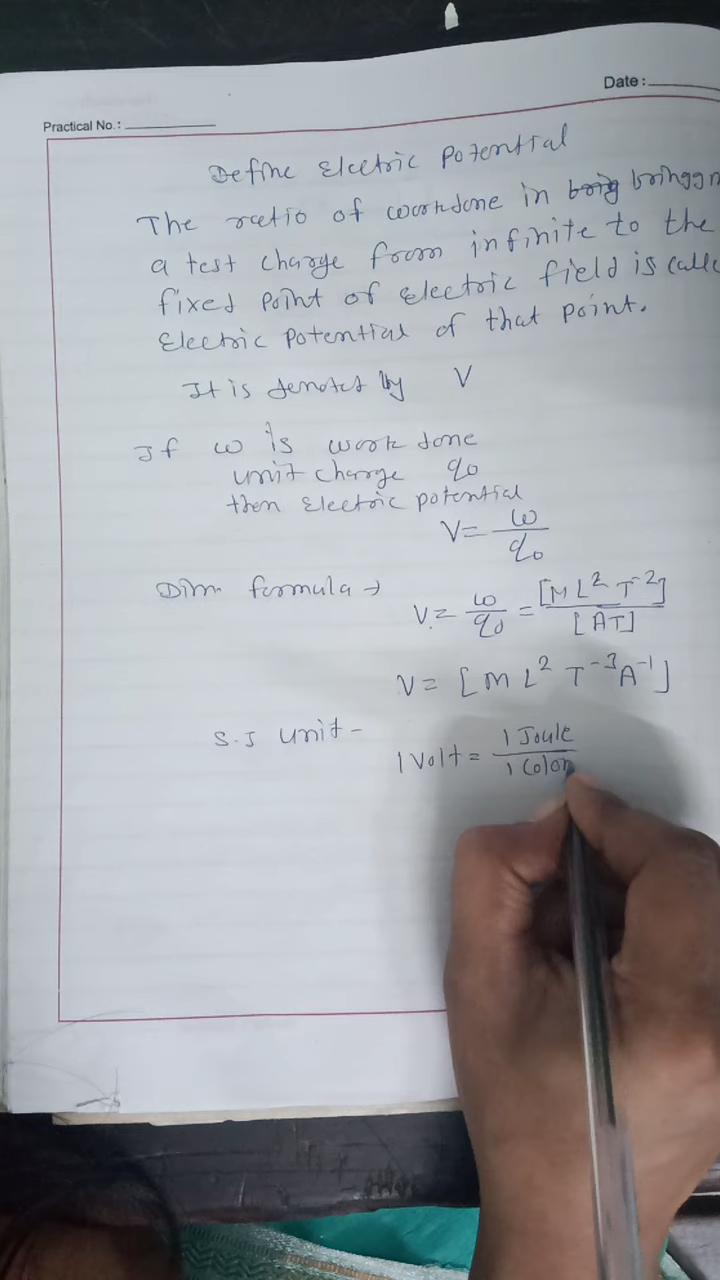 Date :
Practical No. :
Define Electric Potential
The ratio of workdone in bringgn
a test charge from infinite to the
fixed point of electric field is calle
Electric Potential of that point.
It is denoted by V
If ω is work done
unit charge q₀
then Electric potential
V = ω/q₀
Dim formula → V = ω/q₀ = [M L² T⁻²]/[AT]
V = [M L² T⁻³ A⁻¹]
S.I unit - 1 Volt = 1 Joule/1 Colon